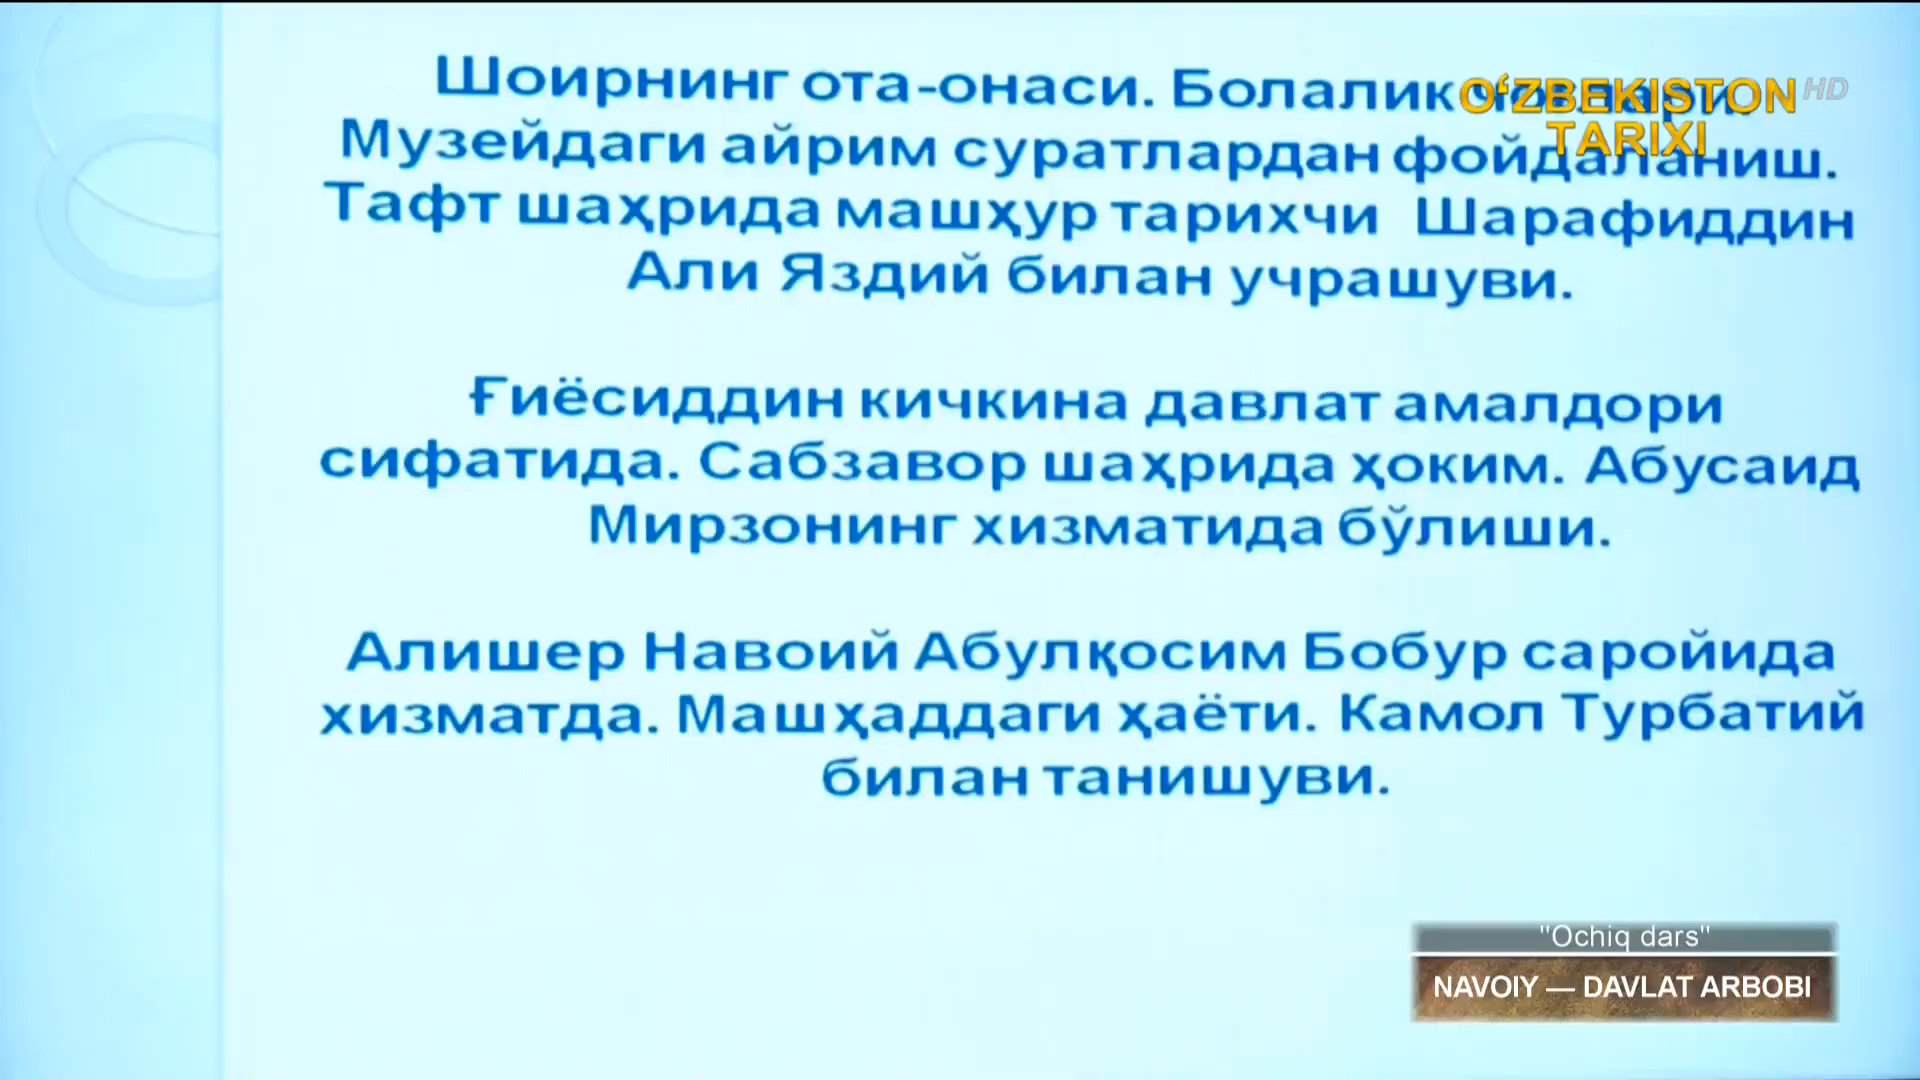 Шоирнинг ота-онаси. Болалик
Музейдаги айрим суратлардан фойдаланиш.
Тафт шаҳрида машҳур тарихчи Шарафиддин
Али Яздий билан учрашуви.
Ғиёсиддин кичкина давлат амалдори
сифатида. Сабзавор шаҳрида ҳоким. Абусаид
Мирзонинг хизматида бўлиши.
Алишер Навоий Абулқосим Бобур саройида
хизматда. Машҳаддаги ҳаёти. Камол Турбатий
билан танишуви.
O‘ZBEKISTON HD
TARIXI
"Ochiq dars"
NAVOIY — DAVLAT ARBOBI